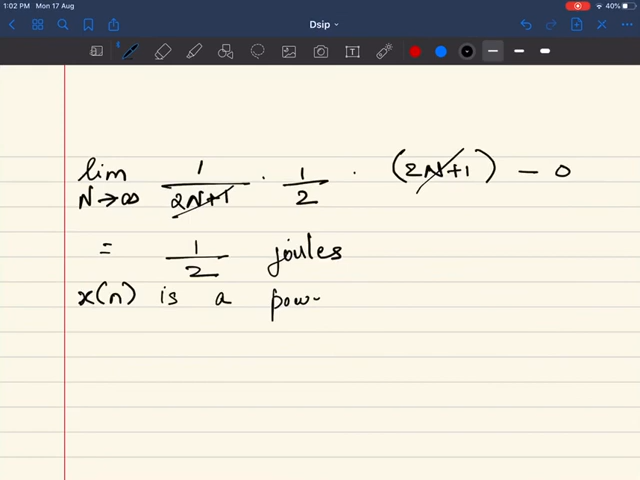 1:02 PM Mon 17 Aug
40%
Dsip
lim N→∞ 1/(2N+1) · 1/2 · (2N+1) - 0
= 1/2 joules
x(n) is a pow